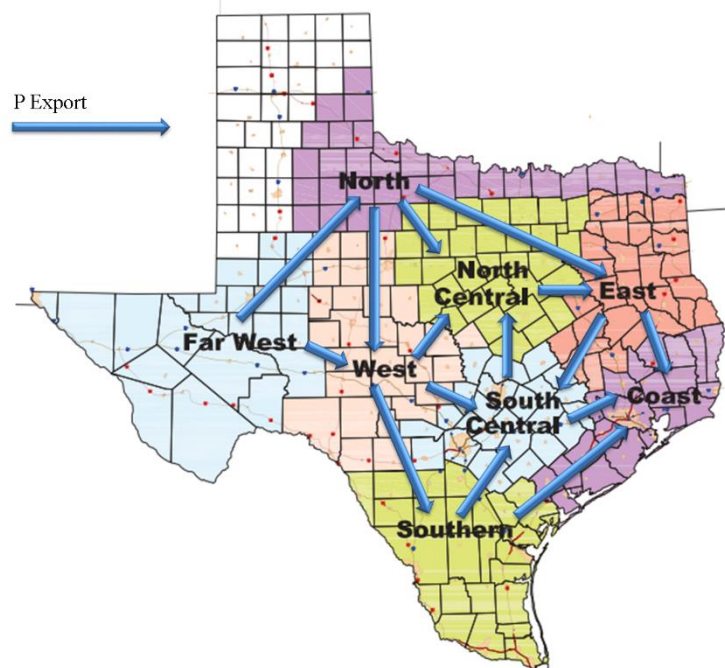 P Export
North
North
Central
East
Far West
West
South
Central
Coast
Southern